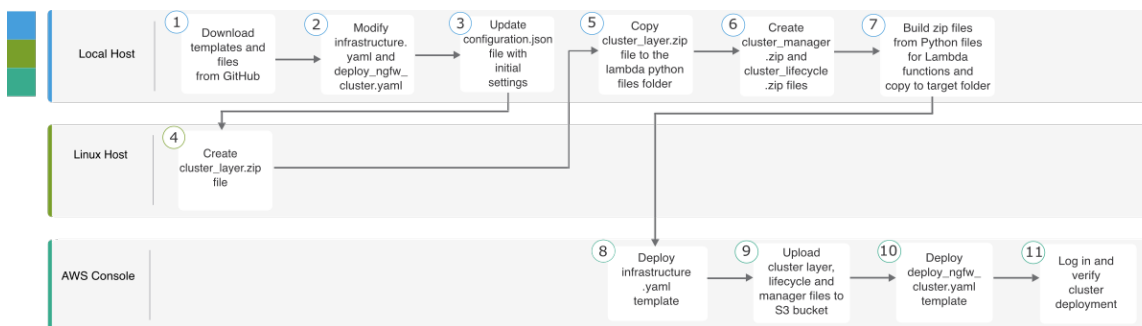 Local Host
1
Download
templates and
files
from GitHub
2
Modify
infrastructure.
yaml and
deploy_ngfw_
cluster.yaml
3
Update
configuration.json
file with
initial
settings
5
Copy
cluster_layer.zip
file to the
lambda python
files folder
6
Create
cluster_manager
.zip and
cluster_lifecycle
.zip files
7
Build zip files
from Python files
for Lambda
functions and
copy to target folder
Linux Host
4
Create
cluster_layer.zip
file
AWS Console
8
Deploy
infrastructure
.yaml
template
9
Upload
cluster layer,
lifecycle and
manager files to
S3 bucket
10
Deploy
deploy_ngfw_
cluster.yaml
template
11
Log in and
verify
cluster
deployment